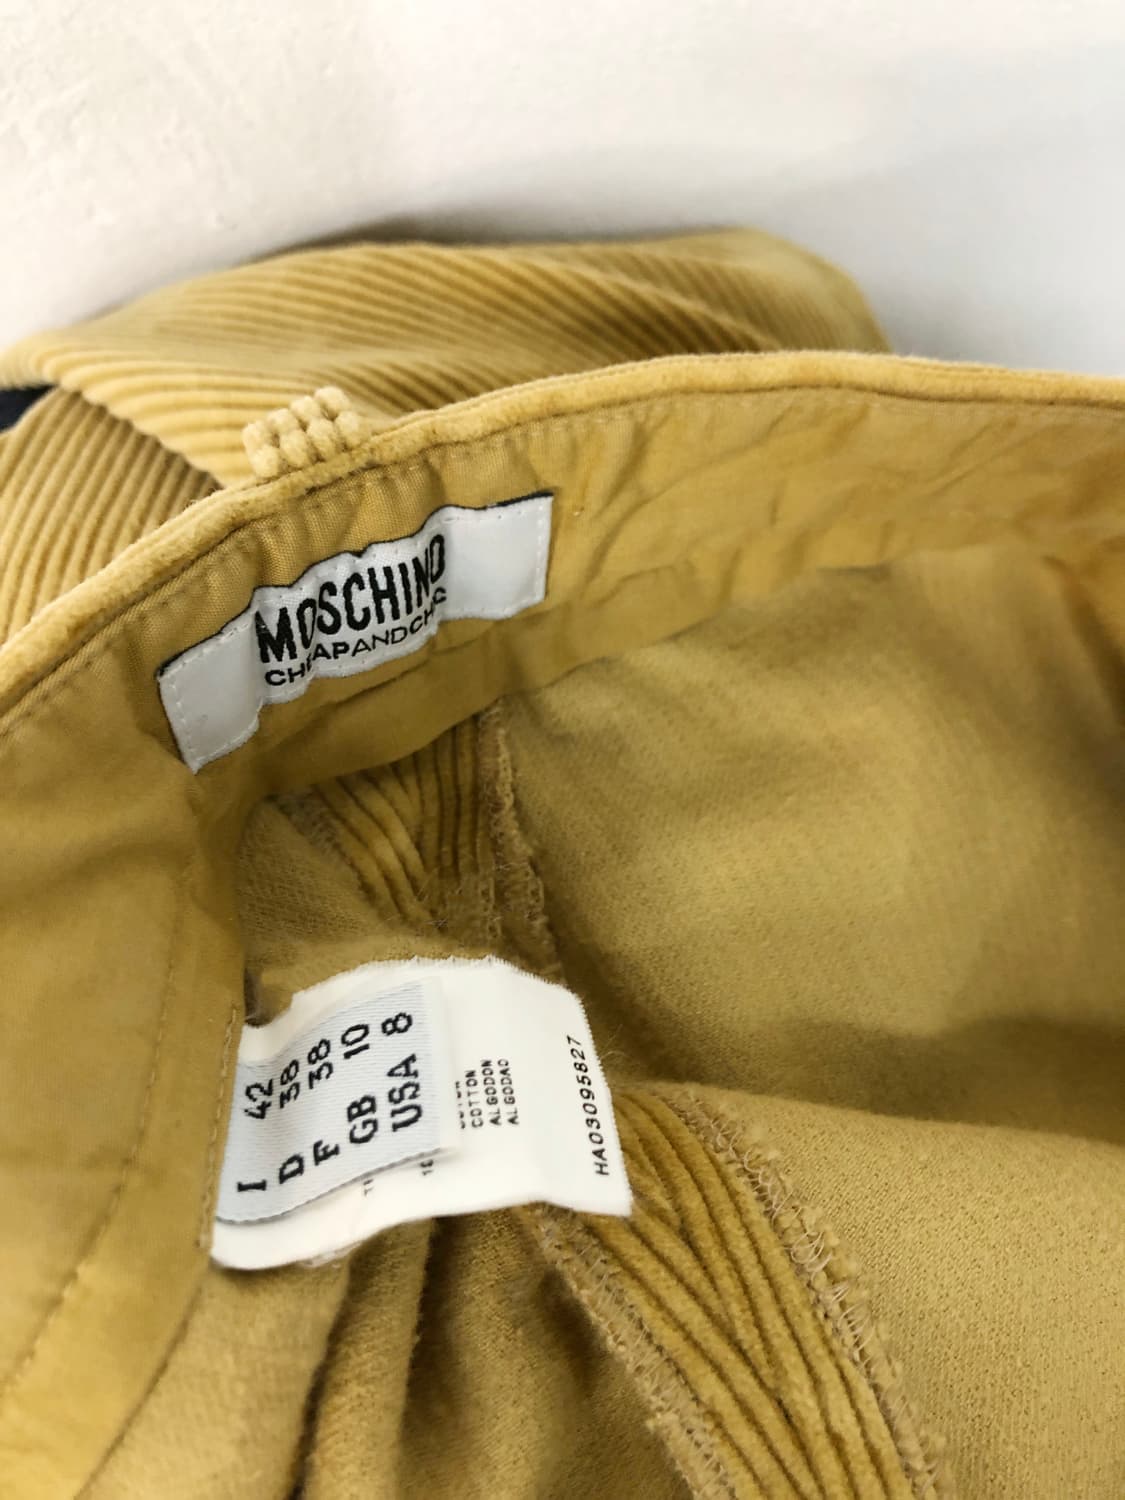 MOSCHINO
CHEAPANDCHIC
I 42
D 38
F 38
GB 10
USA 8
COTTON
ALGODON
ALGODAO
HA03095827